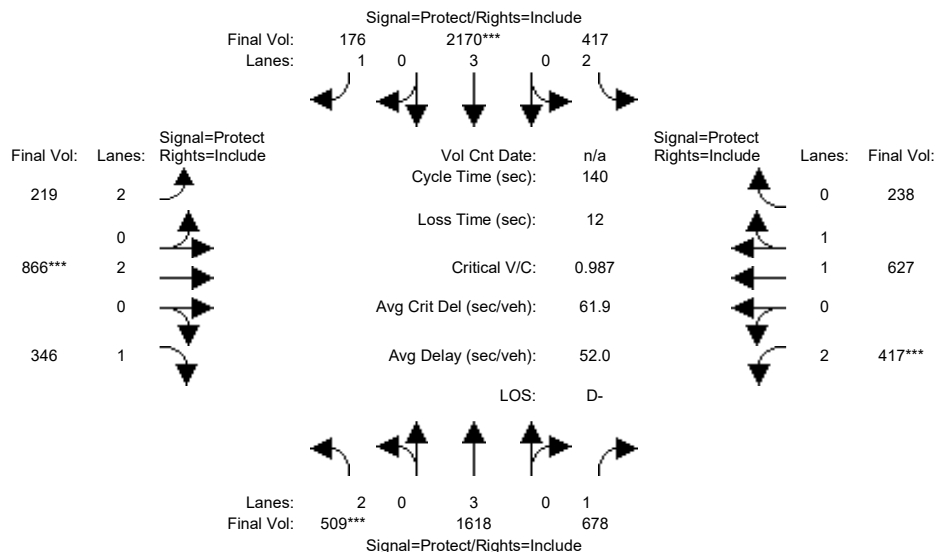 Signal=Protect/Rights=Include
Final Vol: 176 2170*** 417
Lanes: 1 0 3 0 2
Signal=Protect Signal=Protect
Final Vol: Lanes: Rights=Include Vol Cnt Date: n/a Rights=Include Lanes: Final Vol:
Cycle Time (sec): 140
219 2 0 238
Loss Time (sec): 12
0 1
866*** 2 Critical V/C: 0.987 1 627
0 Avg Crit Del (sec/veh): 61.9 0
346 1 Avg Delay (sec/veh): 52.0 2 417***
LOS: D-
Lanes: 2 0 3 0 1
Final Vol: 509*** 1618 678
Signal=Protect/Rights=Include